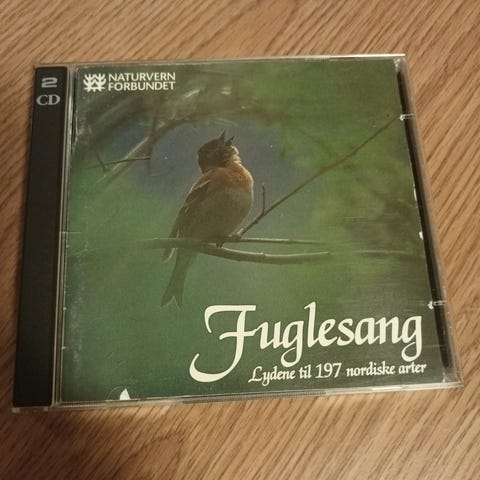 2
CD
NATURVERN
FORBUNDET
Fuglesang
Lydene til 197 nordiske arter